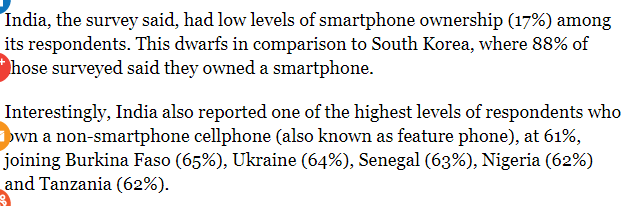 India, the survey said, had low levels of smartphone ownership (17%) among
its respondents. This dwarfs in comparison to South Korea, where 88% of
hose surveyed said they owned a smartphone.
Interestingly, India also reported one of the highest levels of respondents who
own a non-smartphone cellphone (also known as feature phone), at 61%,
joining Burkina Faso (65%), Ukraine (64%), Senegal (63%), Nigeria (62%)
and Tanzania (62%).